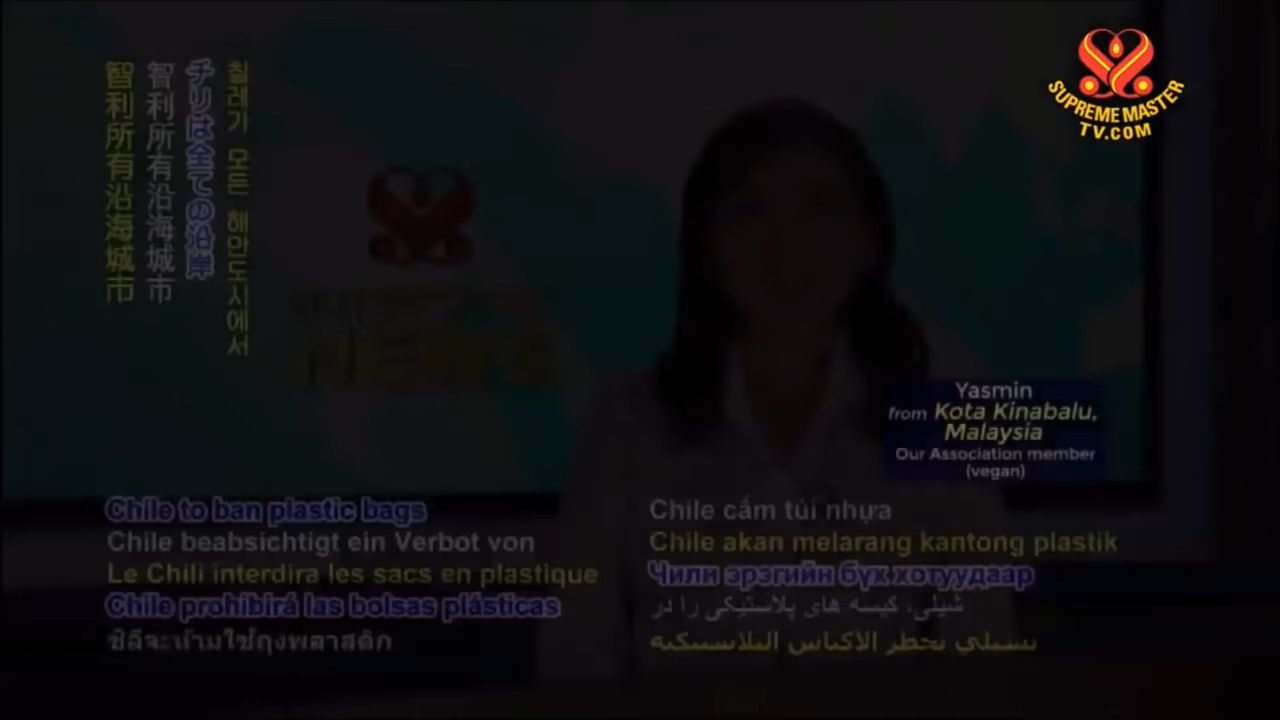 SUPREME MASTER
TV.COM
智利所有沿海城市
智利所有沿海城市
チリは全ての沿岸
칠레가 모든 해안도시에서
NEWS
Yasmin
from Kota Kinabalu,
Malaysia
Our Association member
(vegan)
Chile to ban plastic bags
Chile beabsichtigt ein Verbot von
Le Chili interdira les sacs en plastique
Chile prohibirá las bolsas plásticas
ชิลีจะห้ามใช้ถุงพลาสติก
Chile cấm túi nhựa
Chile akan melarang kantong plastik
Чили эрэгийн бүх хотуудаар
شیلی، کیسه های پلاستیکی را در
تشيلي تحظر الأكياس البلاستيكية